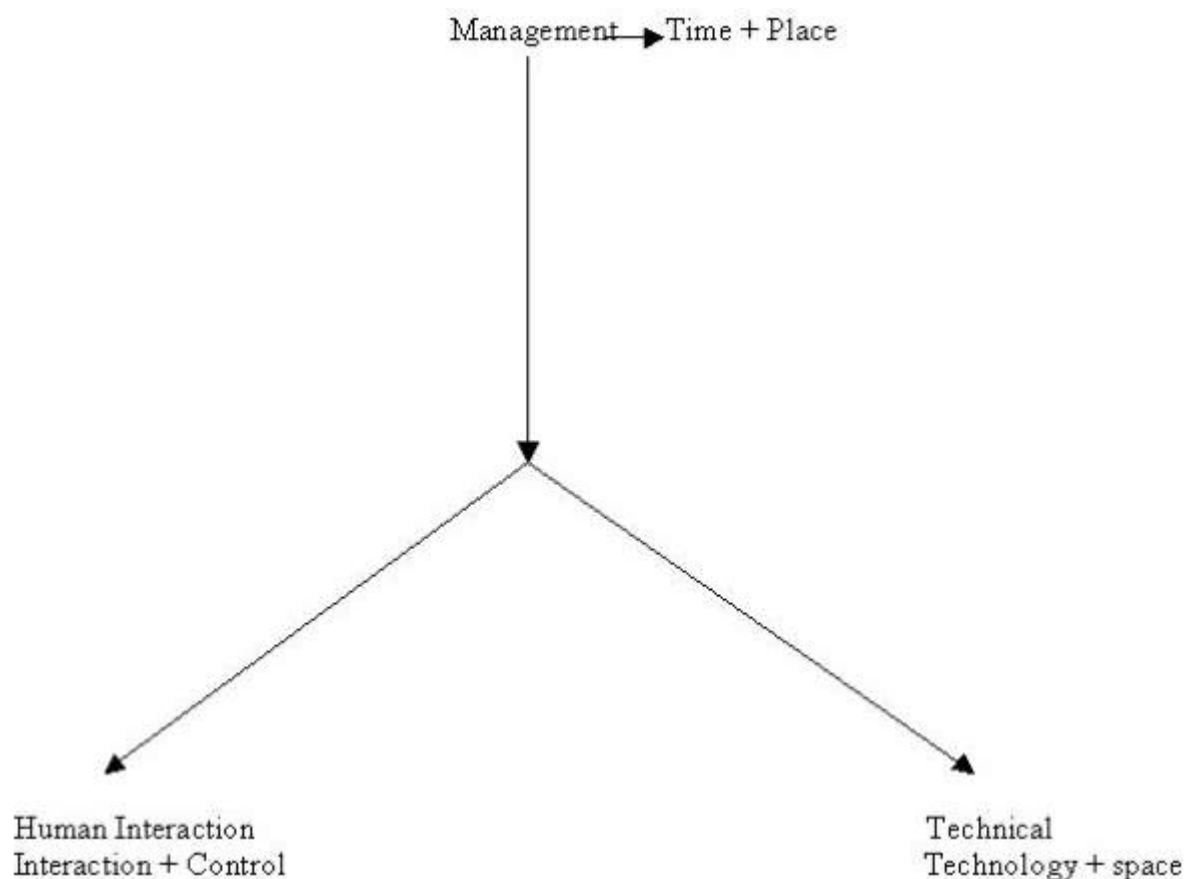 Management Time + Place
Human Interaction
Interaction + Control
Technical
Technology + space